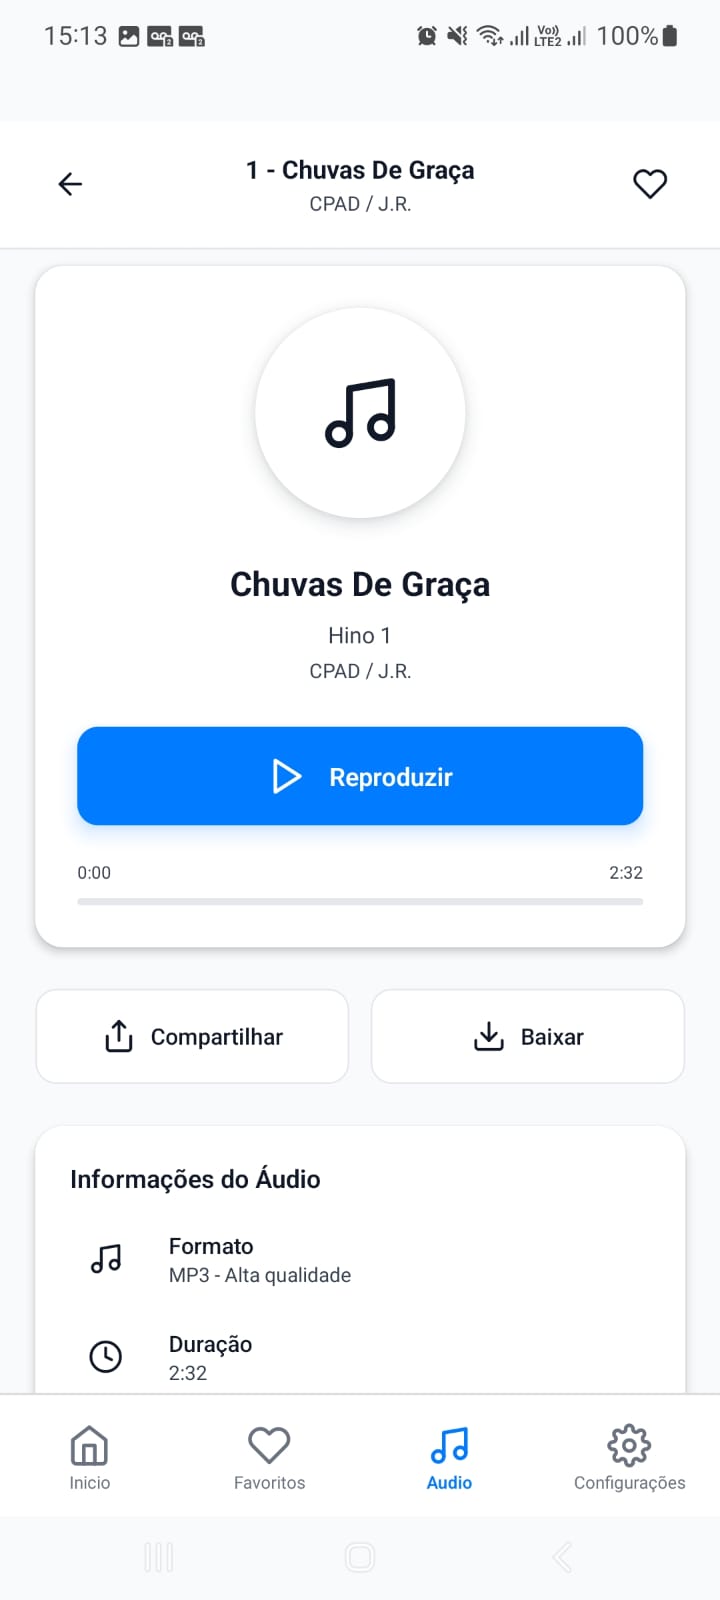 15:13
Vo)) LTE2 100%
1 - Chuvas De Graça
CPAD / J.R.
Chuvas De Graça
Hino 1
CPAD / J.R.
Reproduzir
0:00 2:32
Compartilhar Baixar
Informações do Áudio
Formato
MP3 - Alta qualidade
Duração
2:32
Inicio Favoritos Audio Configurações